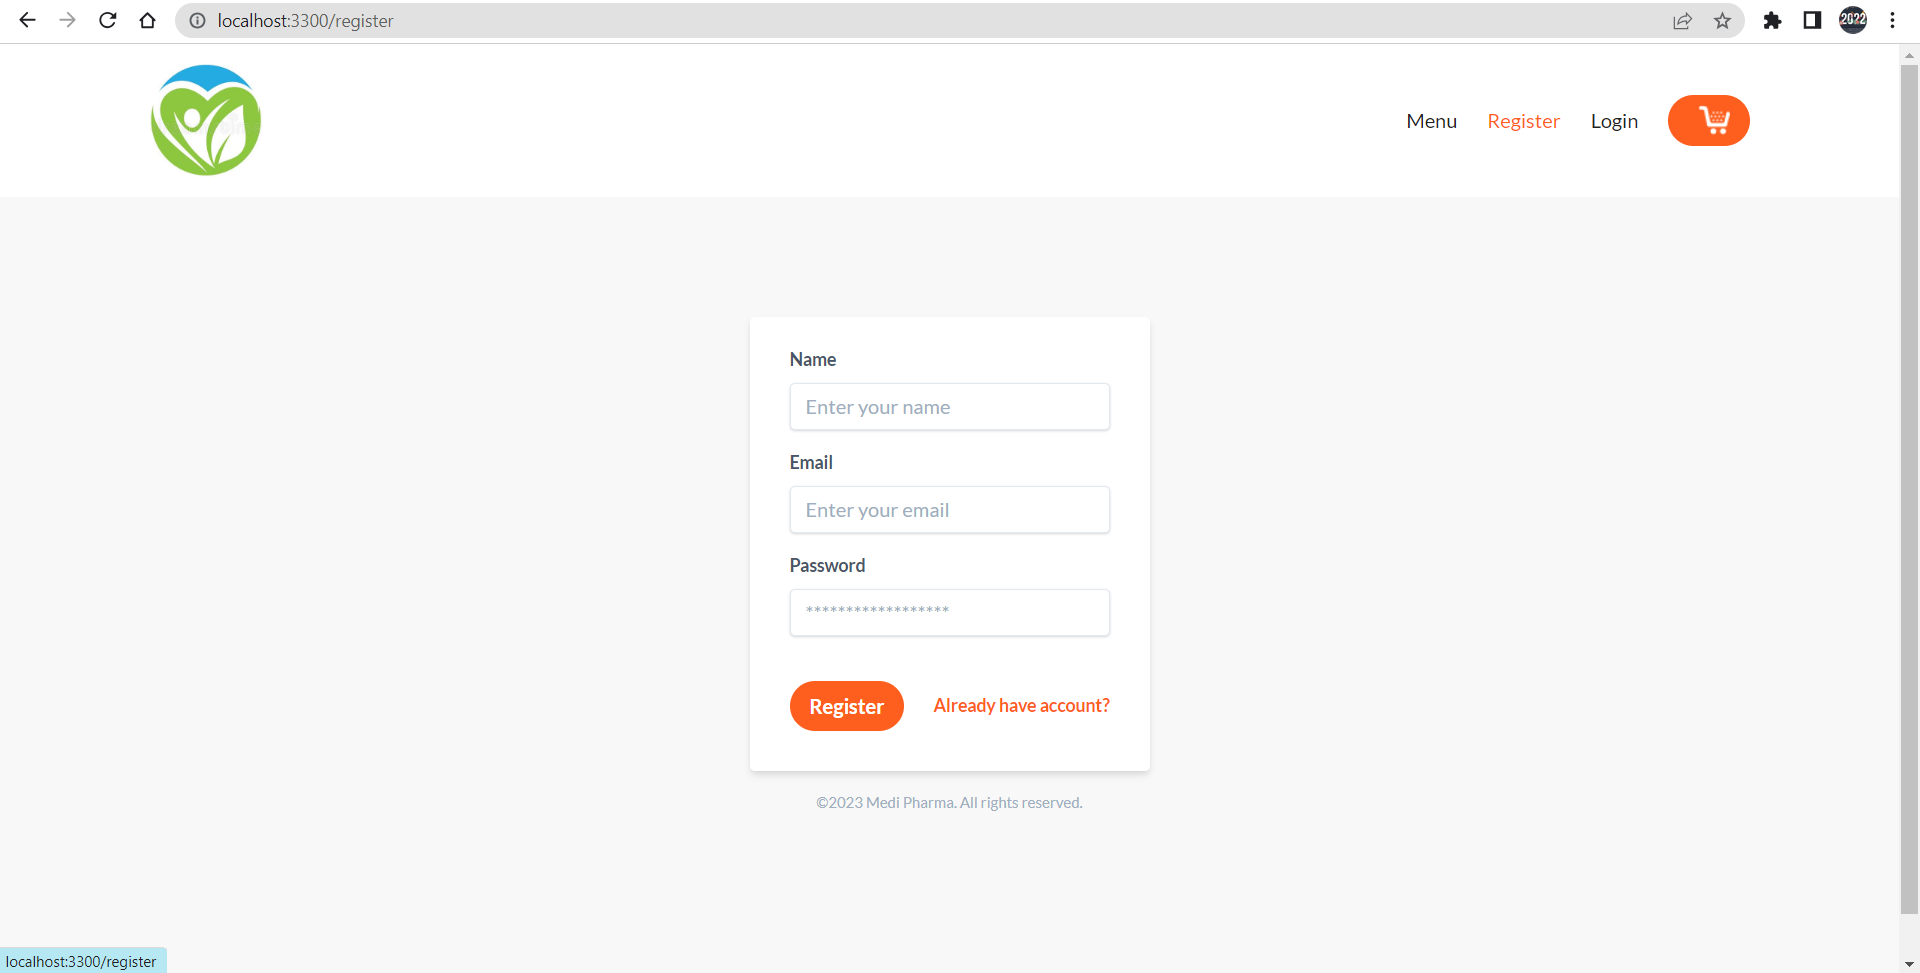 localhost:3300/register
2022
Menu Register Login
Name
Enter your name
Email
Enter your email
Password
******************
Register Already have account?
©2023 Medi Pharma. All rights reserved.
localhost:3300/register